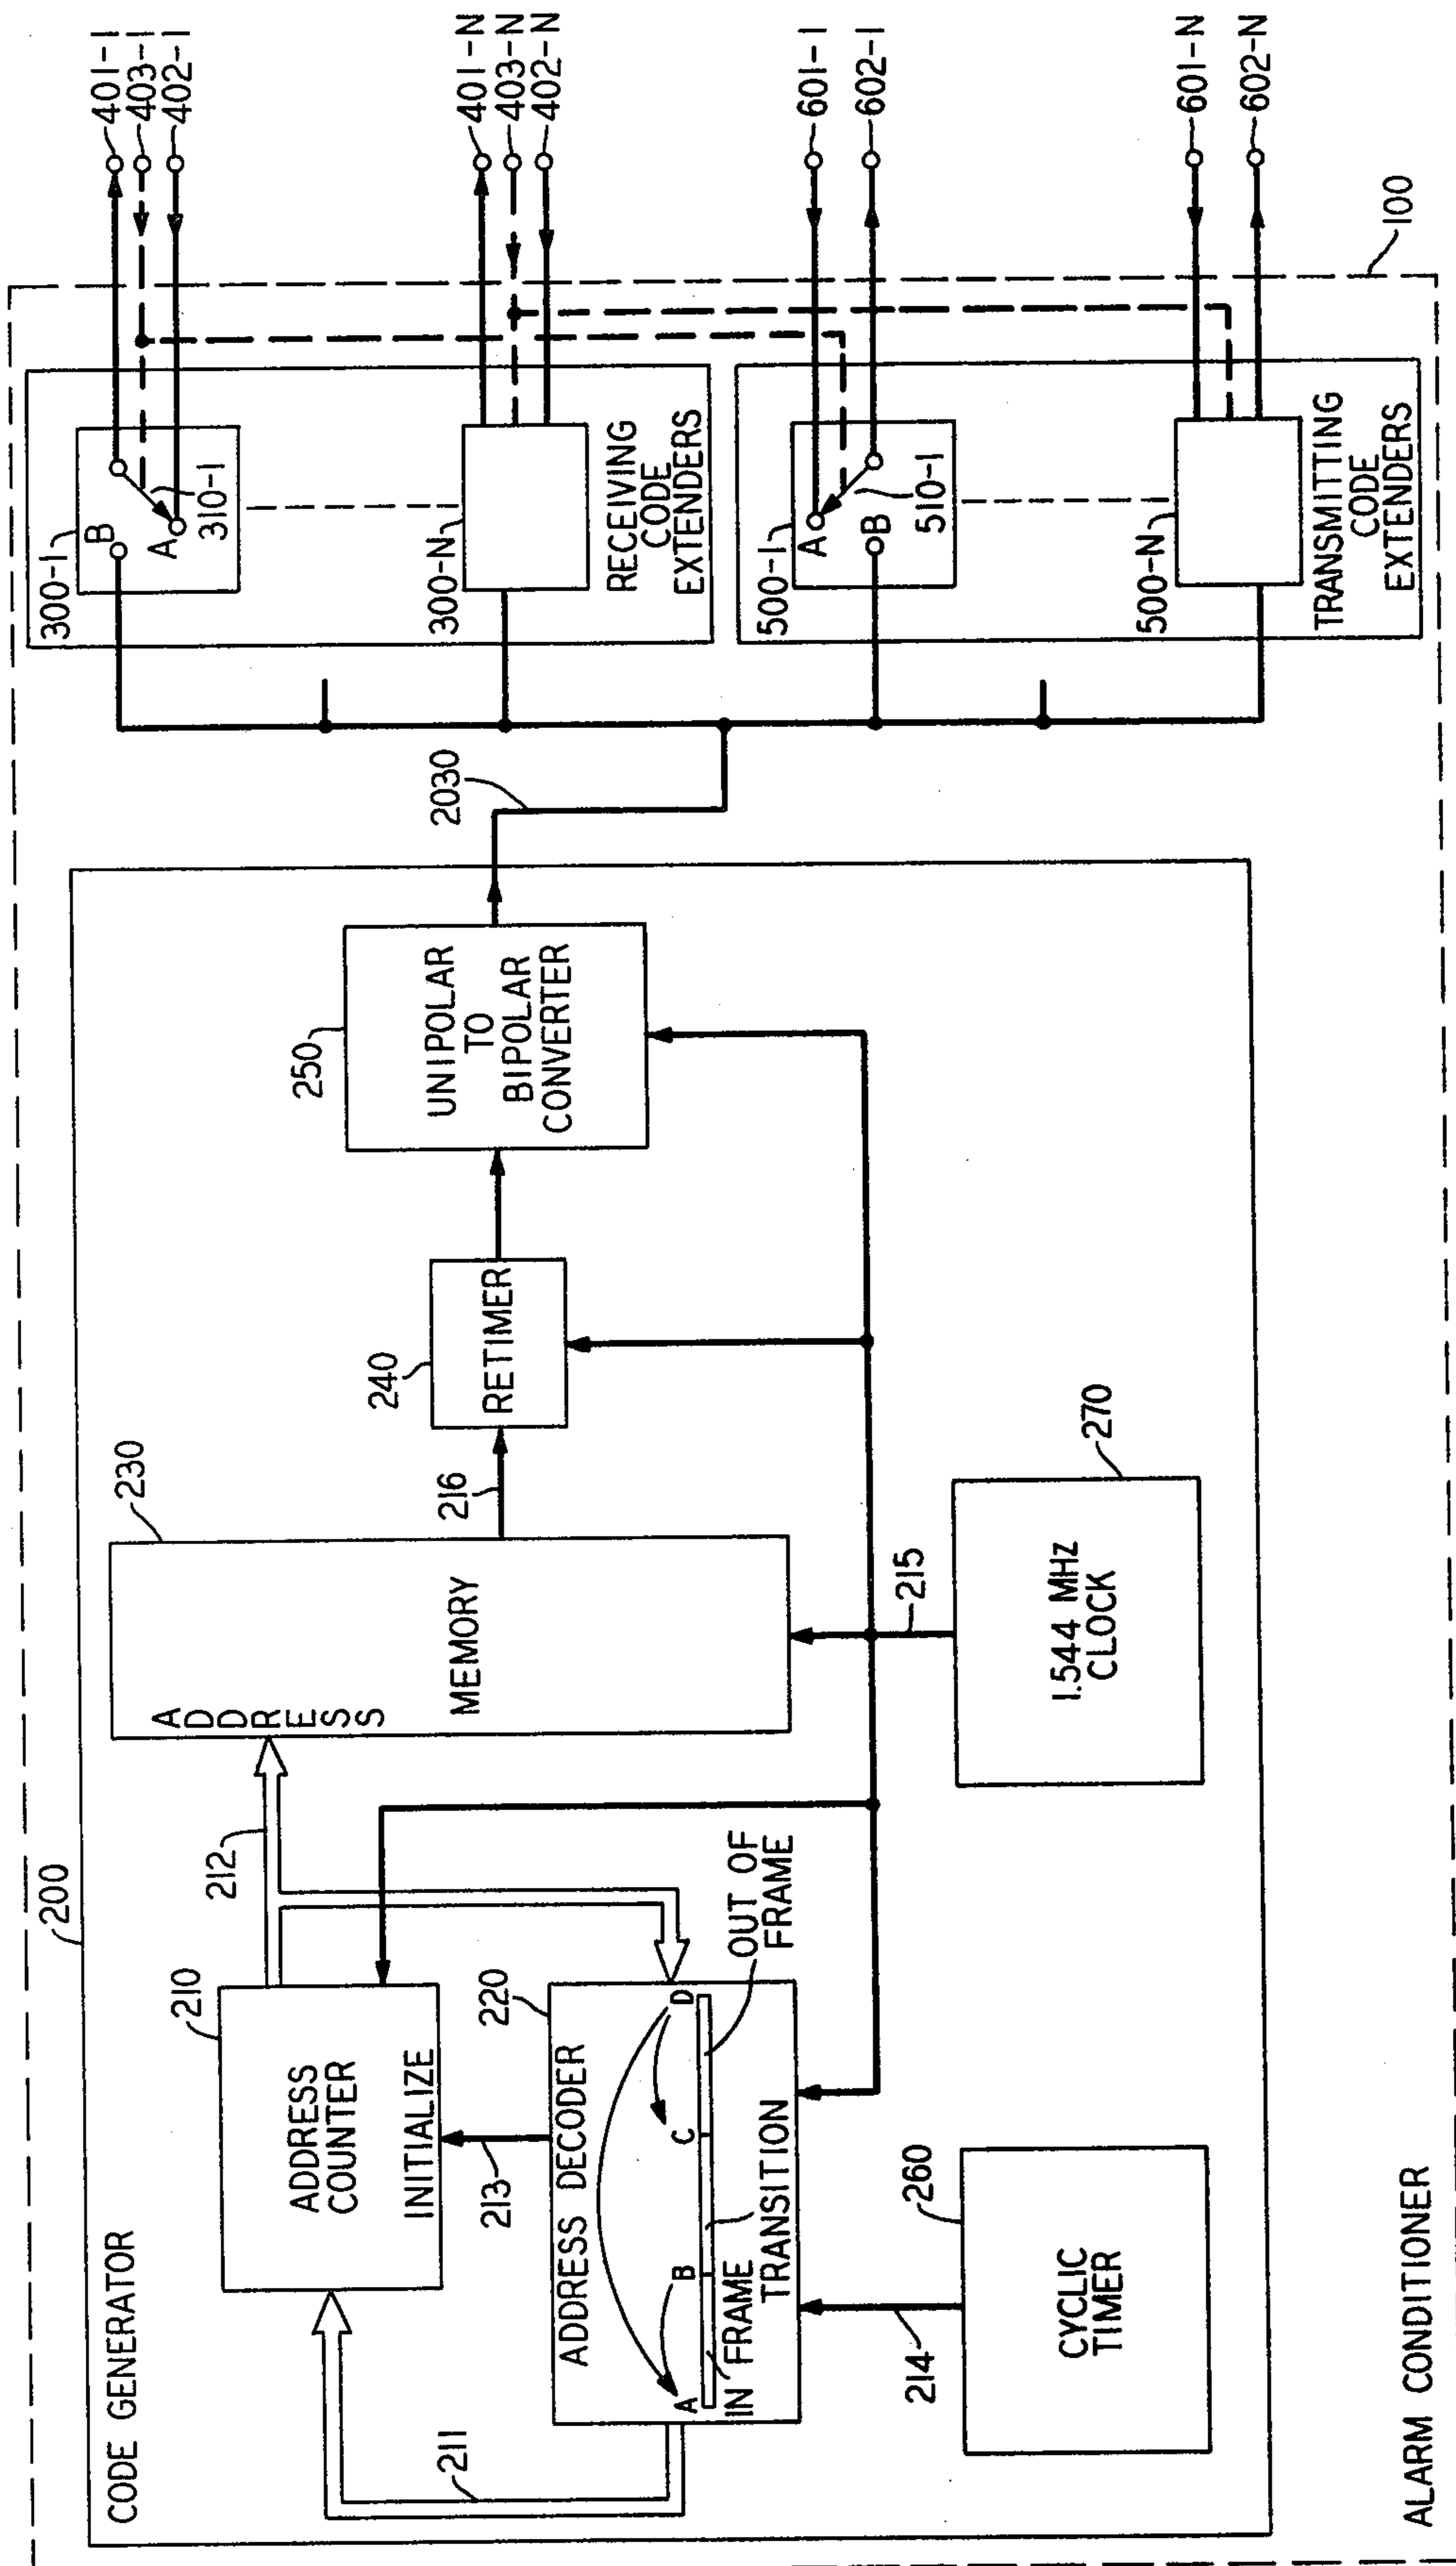 CODE GENERATOR
200
210
ADDRESS
COUNTER
INITIALIZE
211
212
213
220
ADDRESS DECODER
A
B
C
D
IN FRAME
TRANSITION
OUT OF
FRAME
214
260
CYCLIC
TIMER
230
ADDRESS
MEMORY
215
270
1.544 MHz
CLOCK
216
240
RETIMER
250
UNIPOLAR
TO
BIPOLAR
CONVERTER
2030
300-1
B
A
310-1
300-N
RECEIVING
CODE
EXTENDERS
500-1
A
B
510-1
500-N
TRANSMITTING
CODE
EXTENDERS
401-1
403-1
402-1
401-N
403-N
402-N
601-1
602-1
601-N
602-N
100
ALARM CONDITIONER